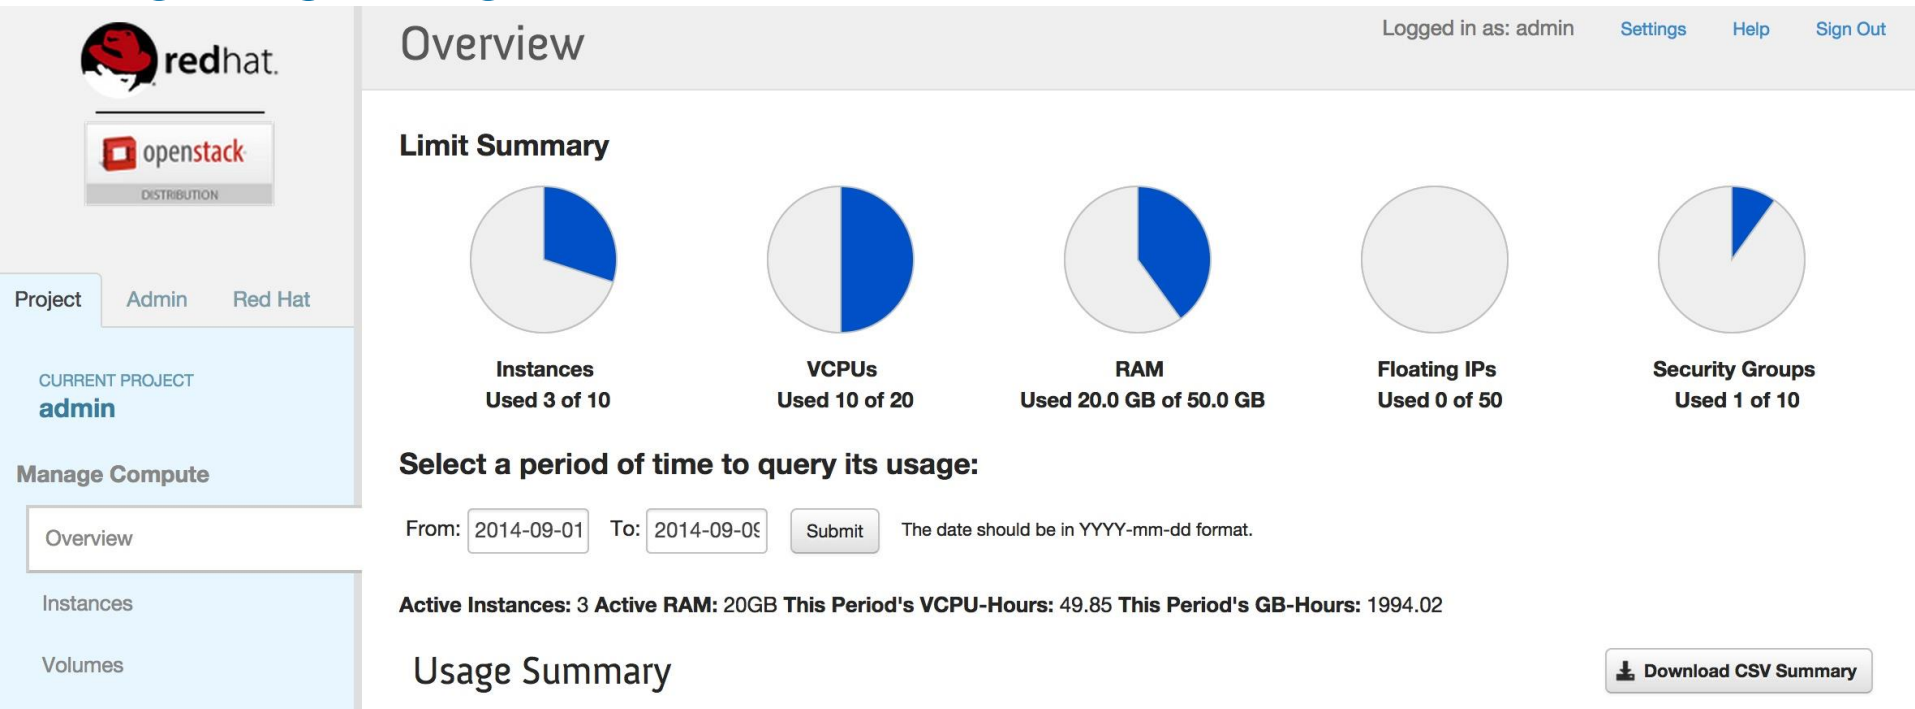 redhat.
openstack
DISTRIBUTION
Project Admin Red Hat
CURRENT PROJECT
admin
Manage Compute
Overview
Instances
Volumes
Overview
Logged in as: admin Settings Help Sign Out
Limit Summary
Instances
Used 3 of 10
VCPUs
Used 10 of 20
RAM
Used 20.0 GB of 50.0 GB
Floating IPs
Used 0 of 50
Security Groups
Used 1 of 10
Select a period of time to query its usage:
From: 2014-09-01 To: 2014-09-09 Submit The date should be in YYYY-mm-dd format.
Active Instances: 3 Active RAM: 20GB This Period's VCPU-Hours: 49.85 This Period's GB-Hours: 1994.02
Usage Summary
Download CSV Summary